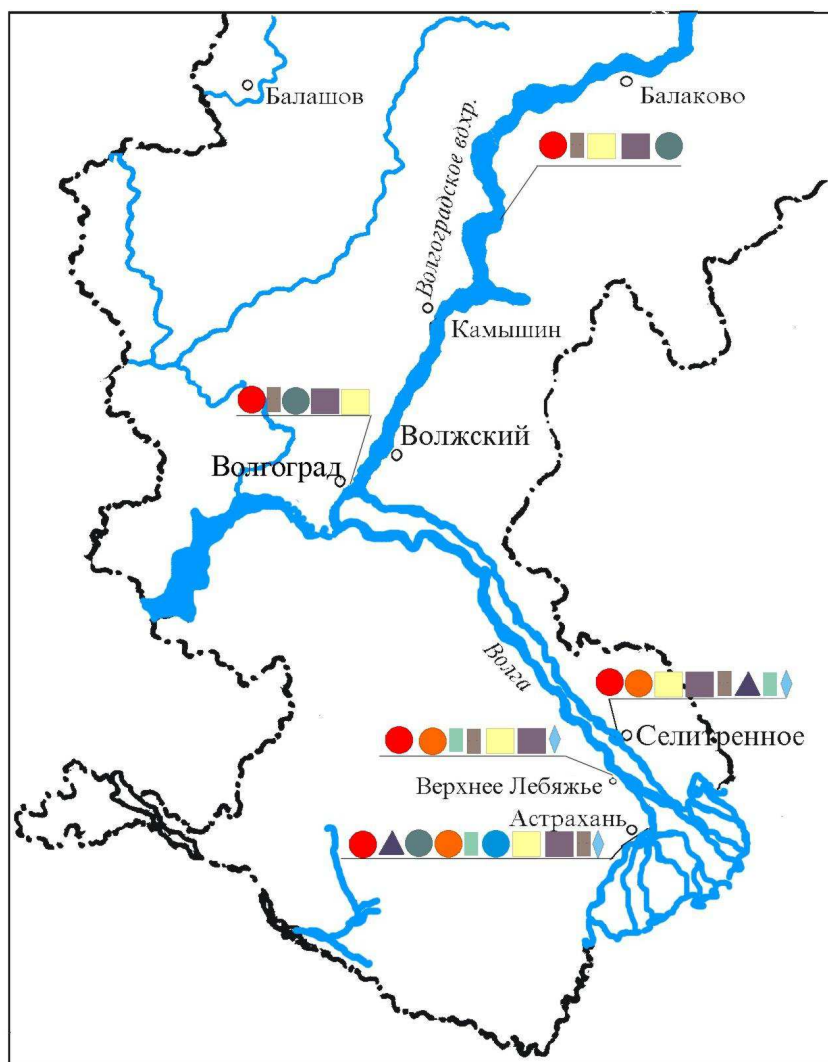 Балашов
Балаково
Волгоградское вдхр.
Камышин
Волжский
Волгоград
Волга
Селитренное
Верхнее Лебяжье
Астрахань